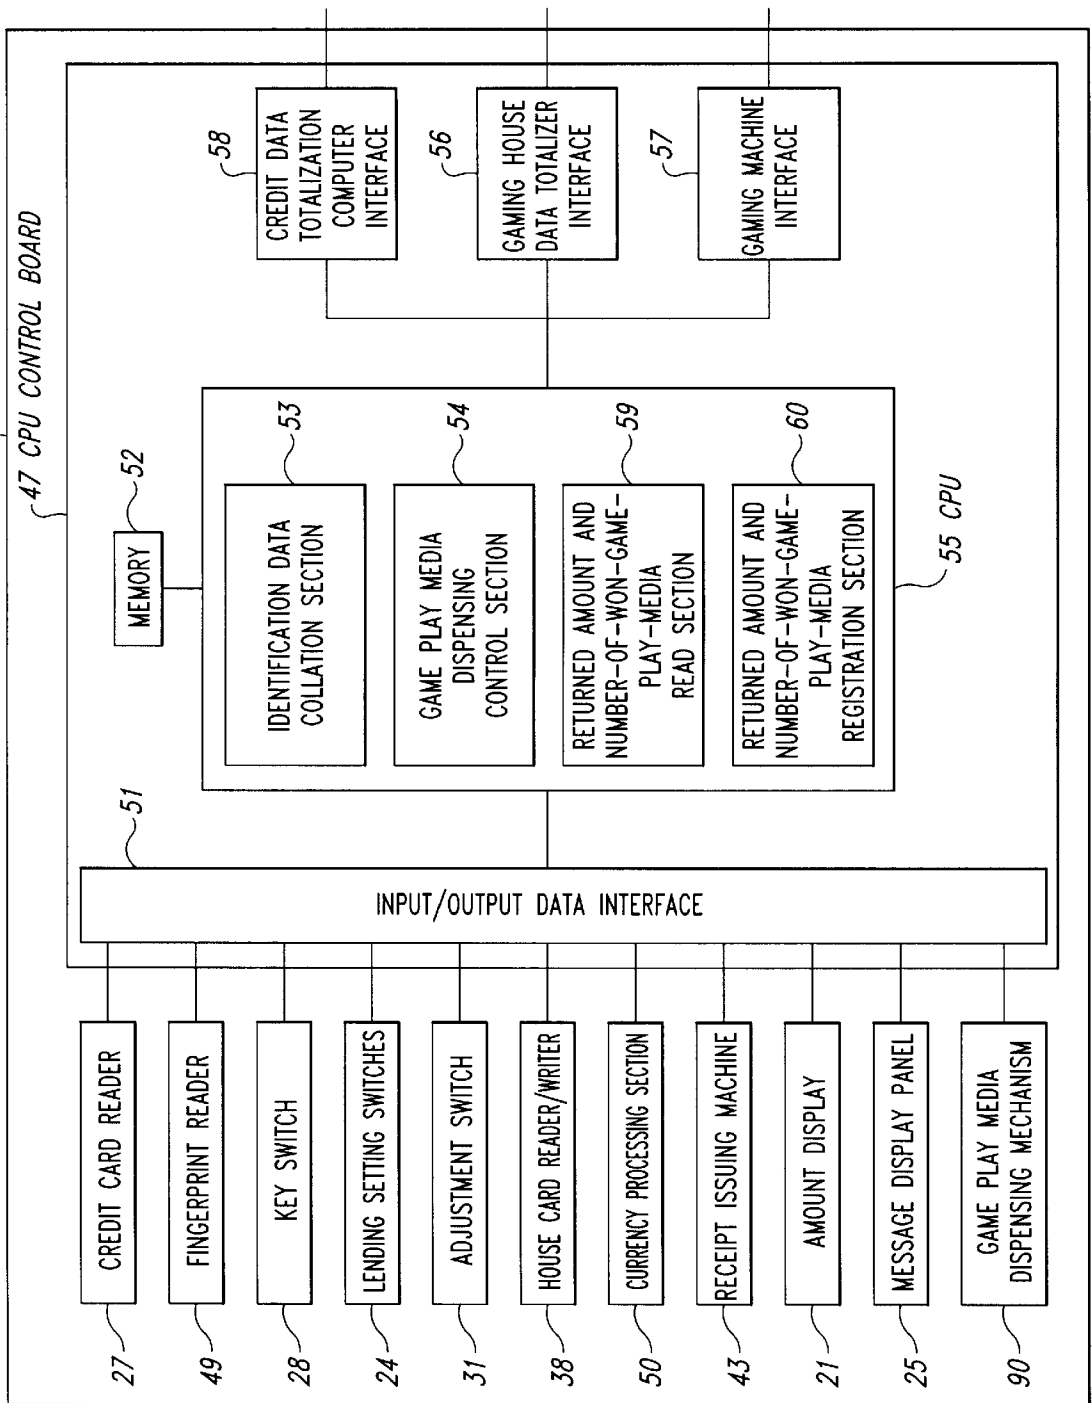 47 CPU CONTROL BOARD
CREDIT CARD READER
27
FINGERPRINT READER
49
KEY SWITCH
28
LENDING SETTING SWITCHES
24
ADJUSTMENT SWITCH
31
HOUSE CARD READER/WRITER
38
CURRENCY PROCESSING SECTION
50
RECEIPT ISSUING MACHINE
43
AMOUNT DISPLAY
21
MESSAGE DISPLAY PANEL
25
GAME PLAY MEDIA
DISPENSING MECHANISM
90
51
INPUT/OUTPUT DATA INTERFACE
MEMORY
52
IDENTIFICATION DATA
COLLATION SECTION
53
GAME PLAY MEDIA
DISPENSING
CONTROL SECTION
54
RETURNED AMOUNT AND
NUMBER-OF-WON-GAME-
PLAY-MEDIA
READ SECTION
59
RETURNED AMOUNT AND
NUMBER-OF-WON-GAME-
PLAY-MEDIA
REGISTRATION SECTION
60
55 CPU
CREDIT DATA
TOTALIZATION
COMPUTER
INTERFACE
58
GAMING HOUSE
DATA TOTALIZER
INTERFACE
56
GAMING MACHINE
INTERFACE
57